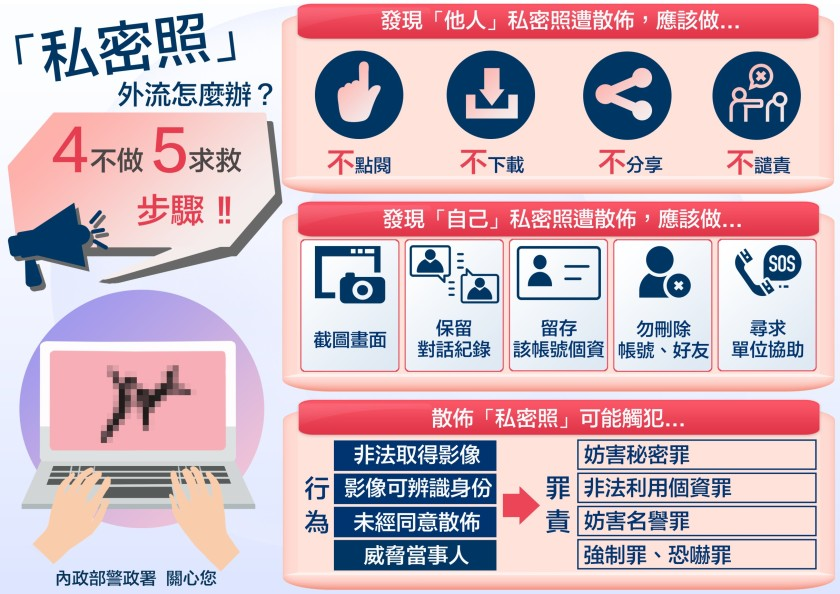 「私密照」
外流怎麼辦？
4不做 5求救
步驟 !!
內政部警政署 關心您
發現「他人」私密照遭散佈，應該做...
不點閱
不下載
不分享
不譴責
發現「自己」私密照遭散佈，應該做...
截圖畫面
保留
對話紀錄
留存
該帳號個資
勿刪除
帳號、好友
SOS
尋求
單位協助
散佈「私密照」可能觸犯...
行為
非法取得影像
影像可辨識身份
未經同意散佈
威脅當事人
罪責
妨害秘密罪
非法利用個資罪
妨害名譽罪
強制罪、恐嚇罪